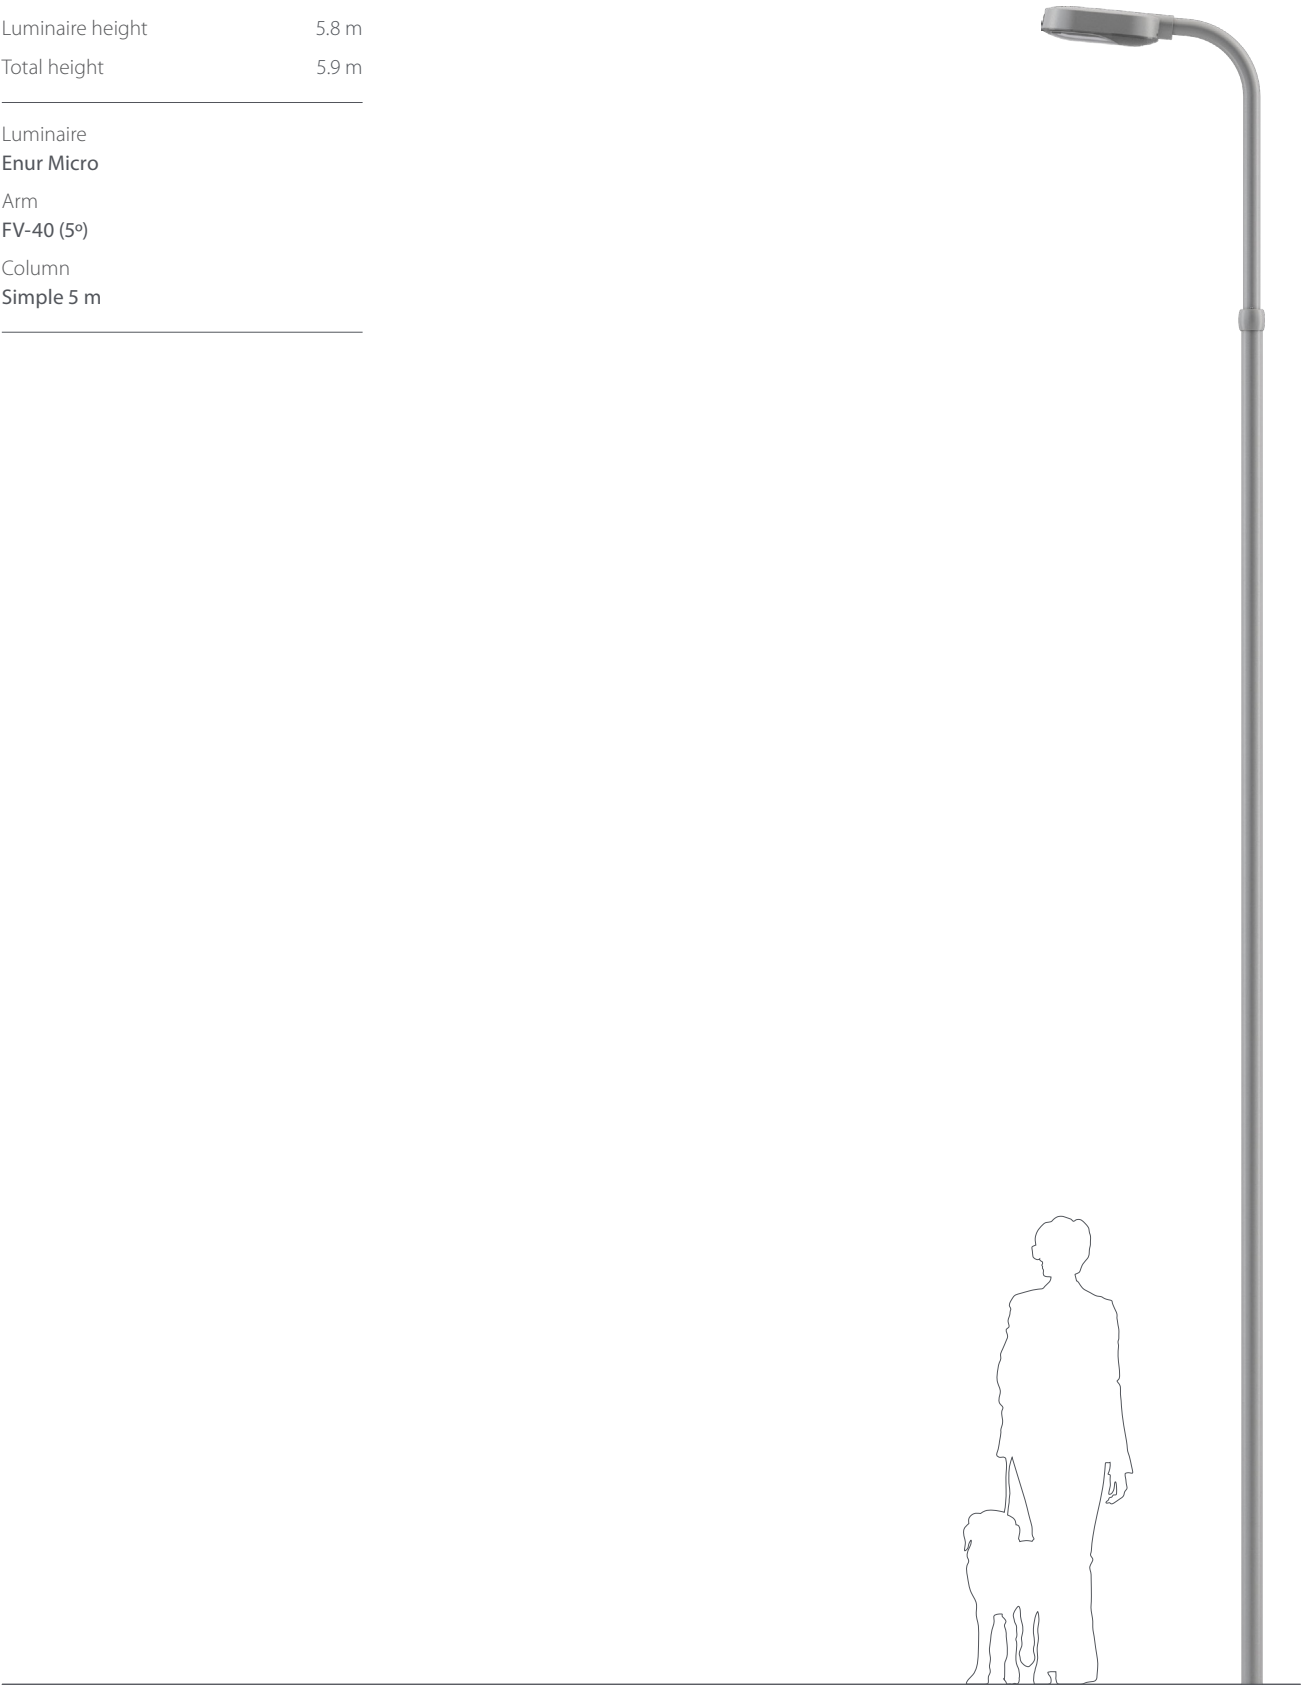 Luminaire height 5.8 m
Total height 5.9 m
Luminaire
Enur Micro
Arm
FV-40 (5º)
Column
Simple 5 m